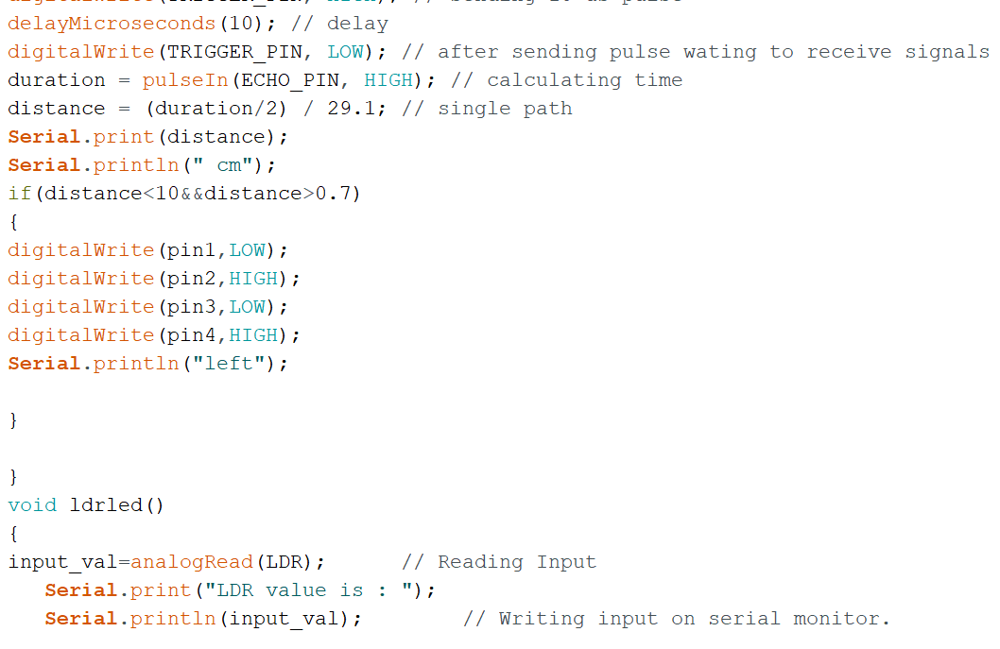 delayMicroseconds(10); // delay
digitalWrite(TRIGGER_PIN, LOW); // after sending pulse wating to receive signals
duration = pulseIn(ECHO_PIN, HIGH); // calculating time
distance = (duration/2) / 29.1; // single path
Serial.print(distance);
Serial.println(" cm");
if(distance<10&&distance>0.7)
{
digitalWrite(pin1,LOW);
digitalWrite(pin2,HIGH);
digitalWrite(pin3,LOW);
digitalWrite(pin4,HIGH);
Serial.println("left");
}
}
void ldrled()
{
input_val=analogRead(LDR);      // Reading Input
   Serial.print("LDR value is : ");
   Serial.println(input_val);        // Writing input on serial monitor.